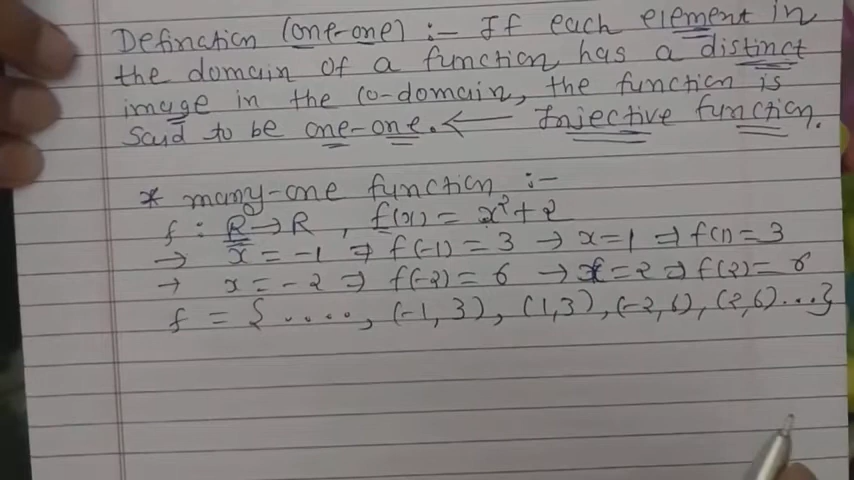 Defination (one-one) :- If each element in
the domain of a function has a distinct
image in the co-domain, the function is
said to be one-one. ← Injective function.
* many-one function :-
f : R → R , f(x) = x² + 2
→ x = -1 ⇒ f(-1) = 3 → x = 1 ⇒ f(1) = 3
→ x = -2 ⇒ f(-2) = 6 → x = 2 ⇒ f(2) = 6
f = { ....., (-1, 3), (1, 3), (-2, 6), (2, 6) ...}